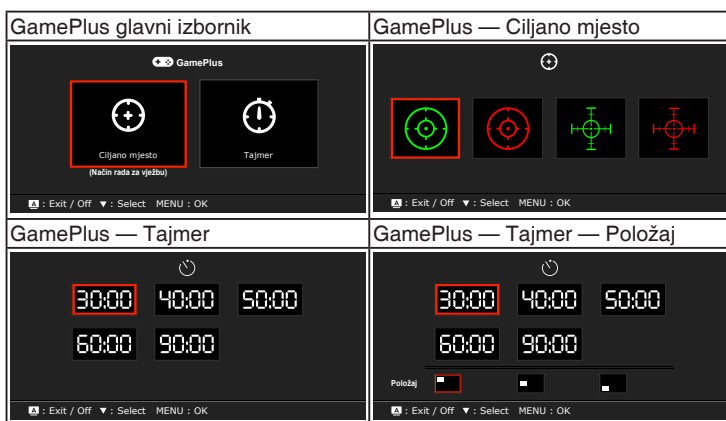 GamePlus glavni izbornik
GamePlus
Ciljano mjesto
Tajmer
(Način rada za vježbu)
A : Exit / Off ▼ : Select MENU : OK
GamePlus — Ciljano mjesto
A : Exit / Off ▼ : Select MENU : OK
GamePlus — Tajmer
30:00 40:00 50:00
60:00 90:00
A : Exit / Off ▼ : Select MENU : OK
GamePlus — Tajmer — Položaj
30:00 40:00 50:00
60:00 90:00
Položaj
A : Exit / Off ▼ : Select MENU : OK